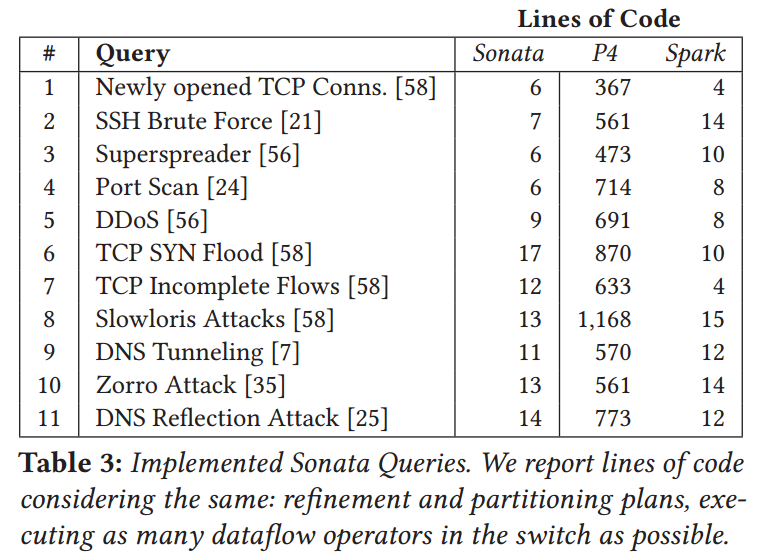 Lines of Code
# Query Sonata P4 Spark
1 Newly opened TCP Conns. [58] 6 367 4
2 SSH Brute Force [21] 7 561 14
3 Superspreader [56] 6 473 10
4 Port Scan [24] 6 714 8
5 DDoS [56] 9 691 8
6 TCP SYN Flood [58] 17 870 10
7 TCP Incomplete Flows [58] 12 633 4
8 Slowloris Attacks [58] 13 1,168 15
9 DNS Tunneling [7] 11 570 12
10 Zorro Attack [35] 13 561 14
11 DNS Reflection Attack [25] 14 773 12
Table 3: Implemented Sonata Queries. We report lines of code
considering the same: refinement and partitioning plans, exe-
cuting as many dataflow operators in the switch as possible.